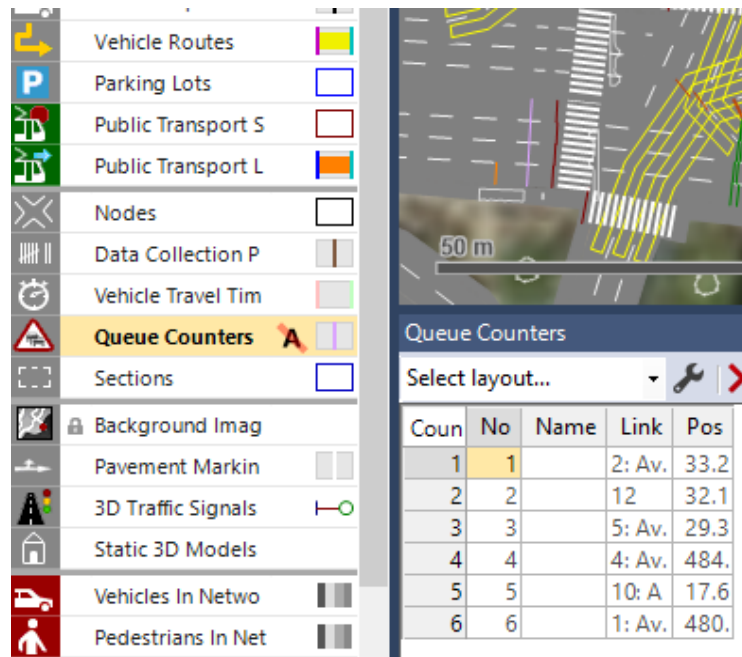 Vehicle Routes
P
Parking Lots
Public Transport S
Public Transport L
Nodes
Data Collection P
Vehicle Travel Tim
Queue Counters A
Sections
Background Imag
Pavement Markin
3D Traffic Signals
Static 3D Models
Vehicles In Netwo
Pedestrians In Net
50 m
Queue Counters
Select layout...
Coun No Name Link Pos
1 1 2: Av. 33.2
2 2 12 32.1
3 3 5: Av. 29.3
4 4 4: Av. 484.
5 5 10: A 17.6
6 6 1: Av. 480.